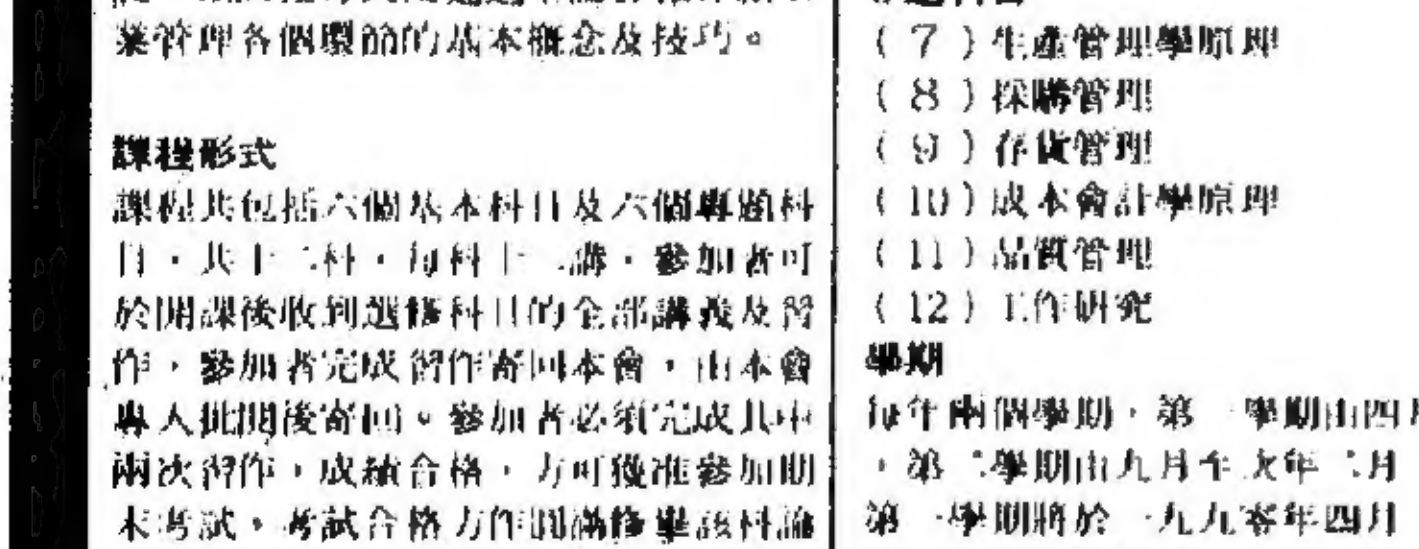 業管理各個環節的基本概念及技巧。
課程形式
課程共包括六個基本科目及六個專題科
目，共十二科，每科十二講，參加者可
於開課後收到選修科目的全部講義及習
作，參加者完成習作寄回本會，由本會
專人批閱後寄回。參加者必須完成其中
兩次習作，成績合格，方可獲准參加期
末考試，考試合格方作圓滿修畢該科論
（7）生產管理學原理
（8）採購管理
（9）存貨管理
（10）成本會計學原理
（11）品質管理
（12）工作研究
學期
每年兩個學期，第一學期由四
，第二學期由九月至次年二月
第一學期將於一九九零年四月